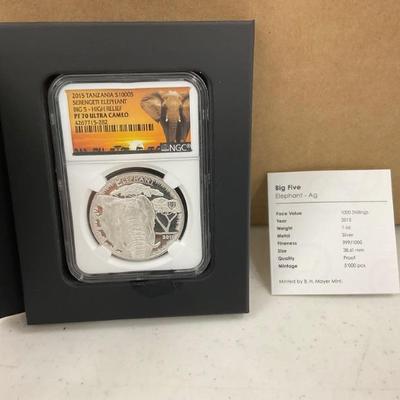 2015 TANZANIA S1000S
SERENGETI ELEPHANT
BIG 5 - HIGH RELIEF
PF 70 ULTRA CAMEO
4267715-282
NGC
ELEPHANT
2015
Big Five
Elephant - Ag
Face Value 1000 Shillings
Year 2015
Weight 1 oz
Metal Silver
Fineness 999/1000
Size 38.61 mm
Quality Proof
Mintage 5'000 pcs
Minted by B. H. Mayer Mint.